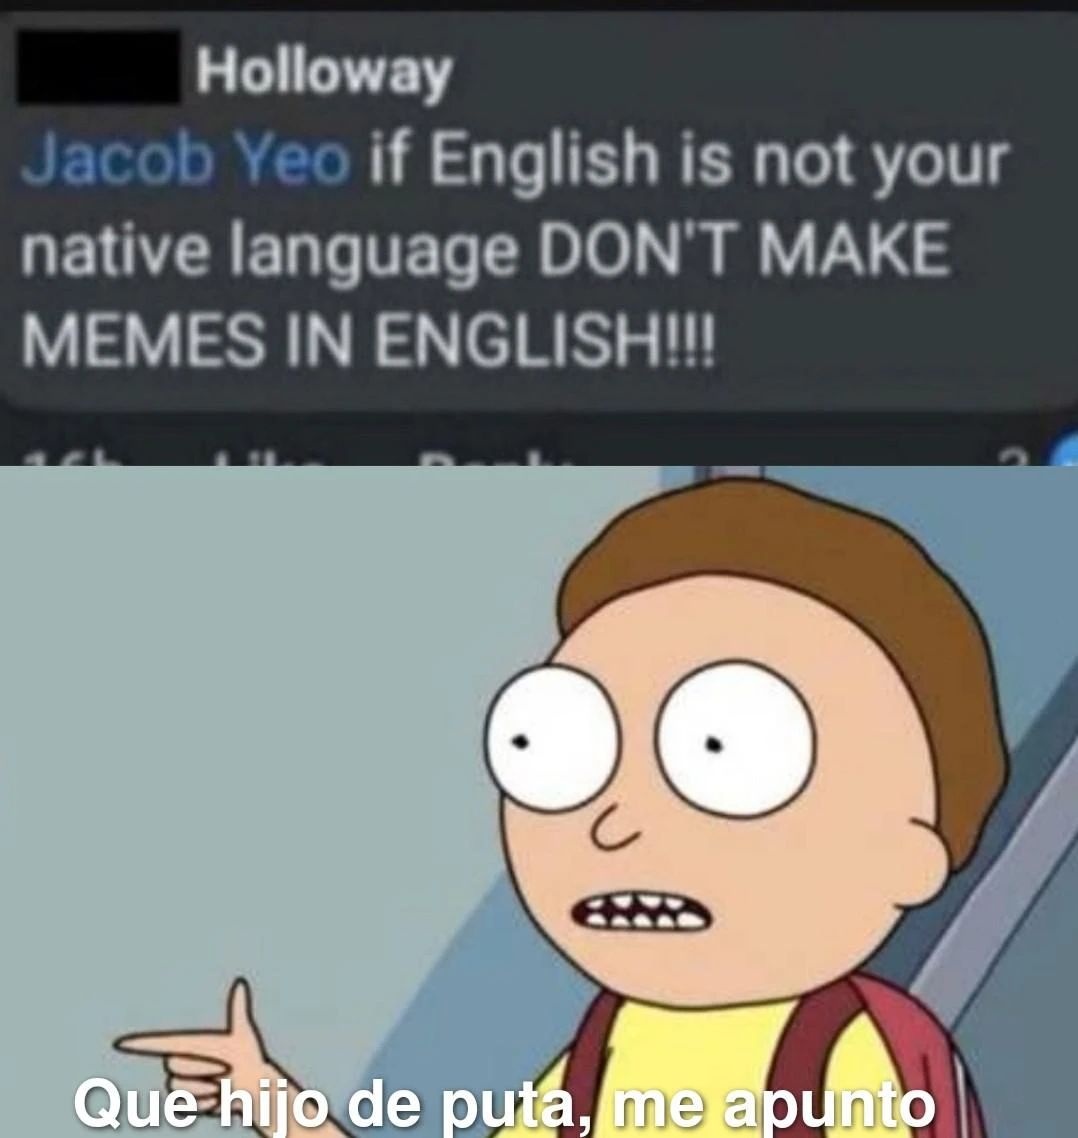 Holloway
Jacob Yeo if English is not your
native language DON'T MAKE
MEMES IN ENGLISH!!!
Que hijo de puta, me apunto